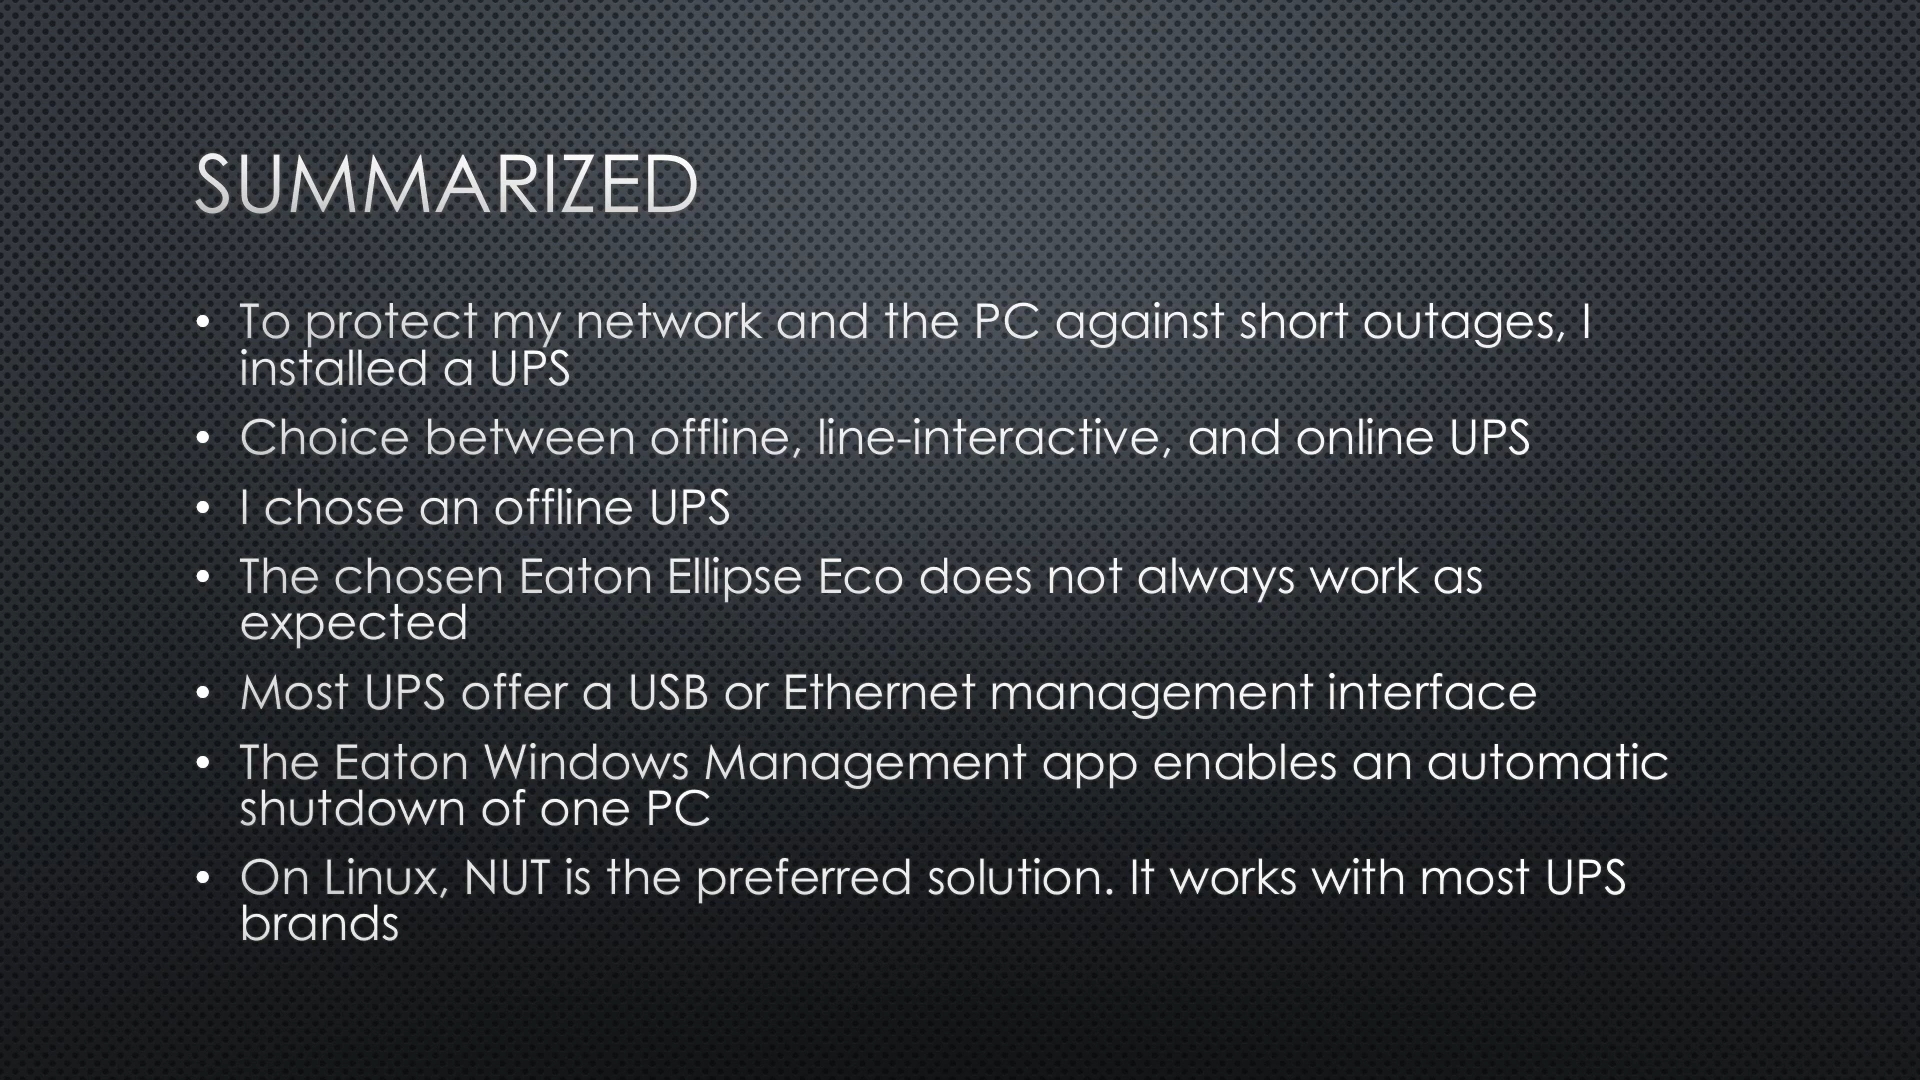 SUMMARIZED
• To protect my network and the PC against short outages, I
installed a UPS
• Choice between offline, line-interactive, and online UPS
• I chose an offline UPS
• The chosen Eaton Ellipse Eco does not always work as
expected
• Most UPS offer a USB or Ethernet management interface
• The Eaton Windows Management app enables an automatic
shutdown of one PC
• On Linux, NUT is the preferred solution. It works with most UPS
brands